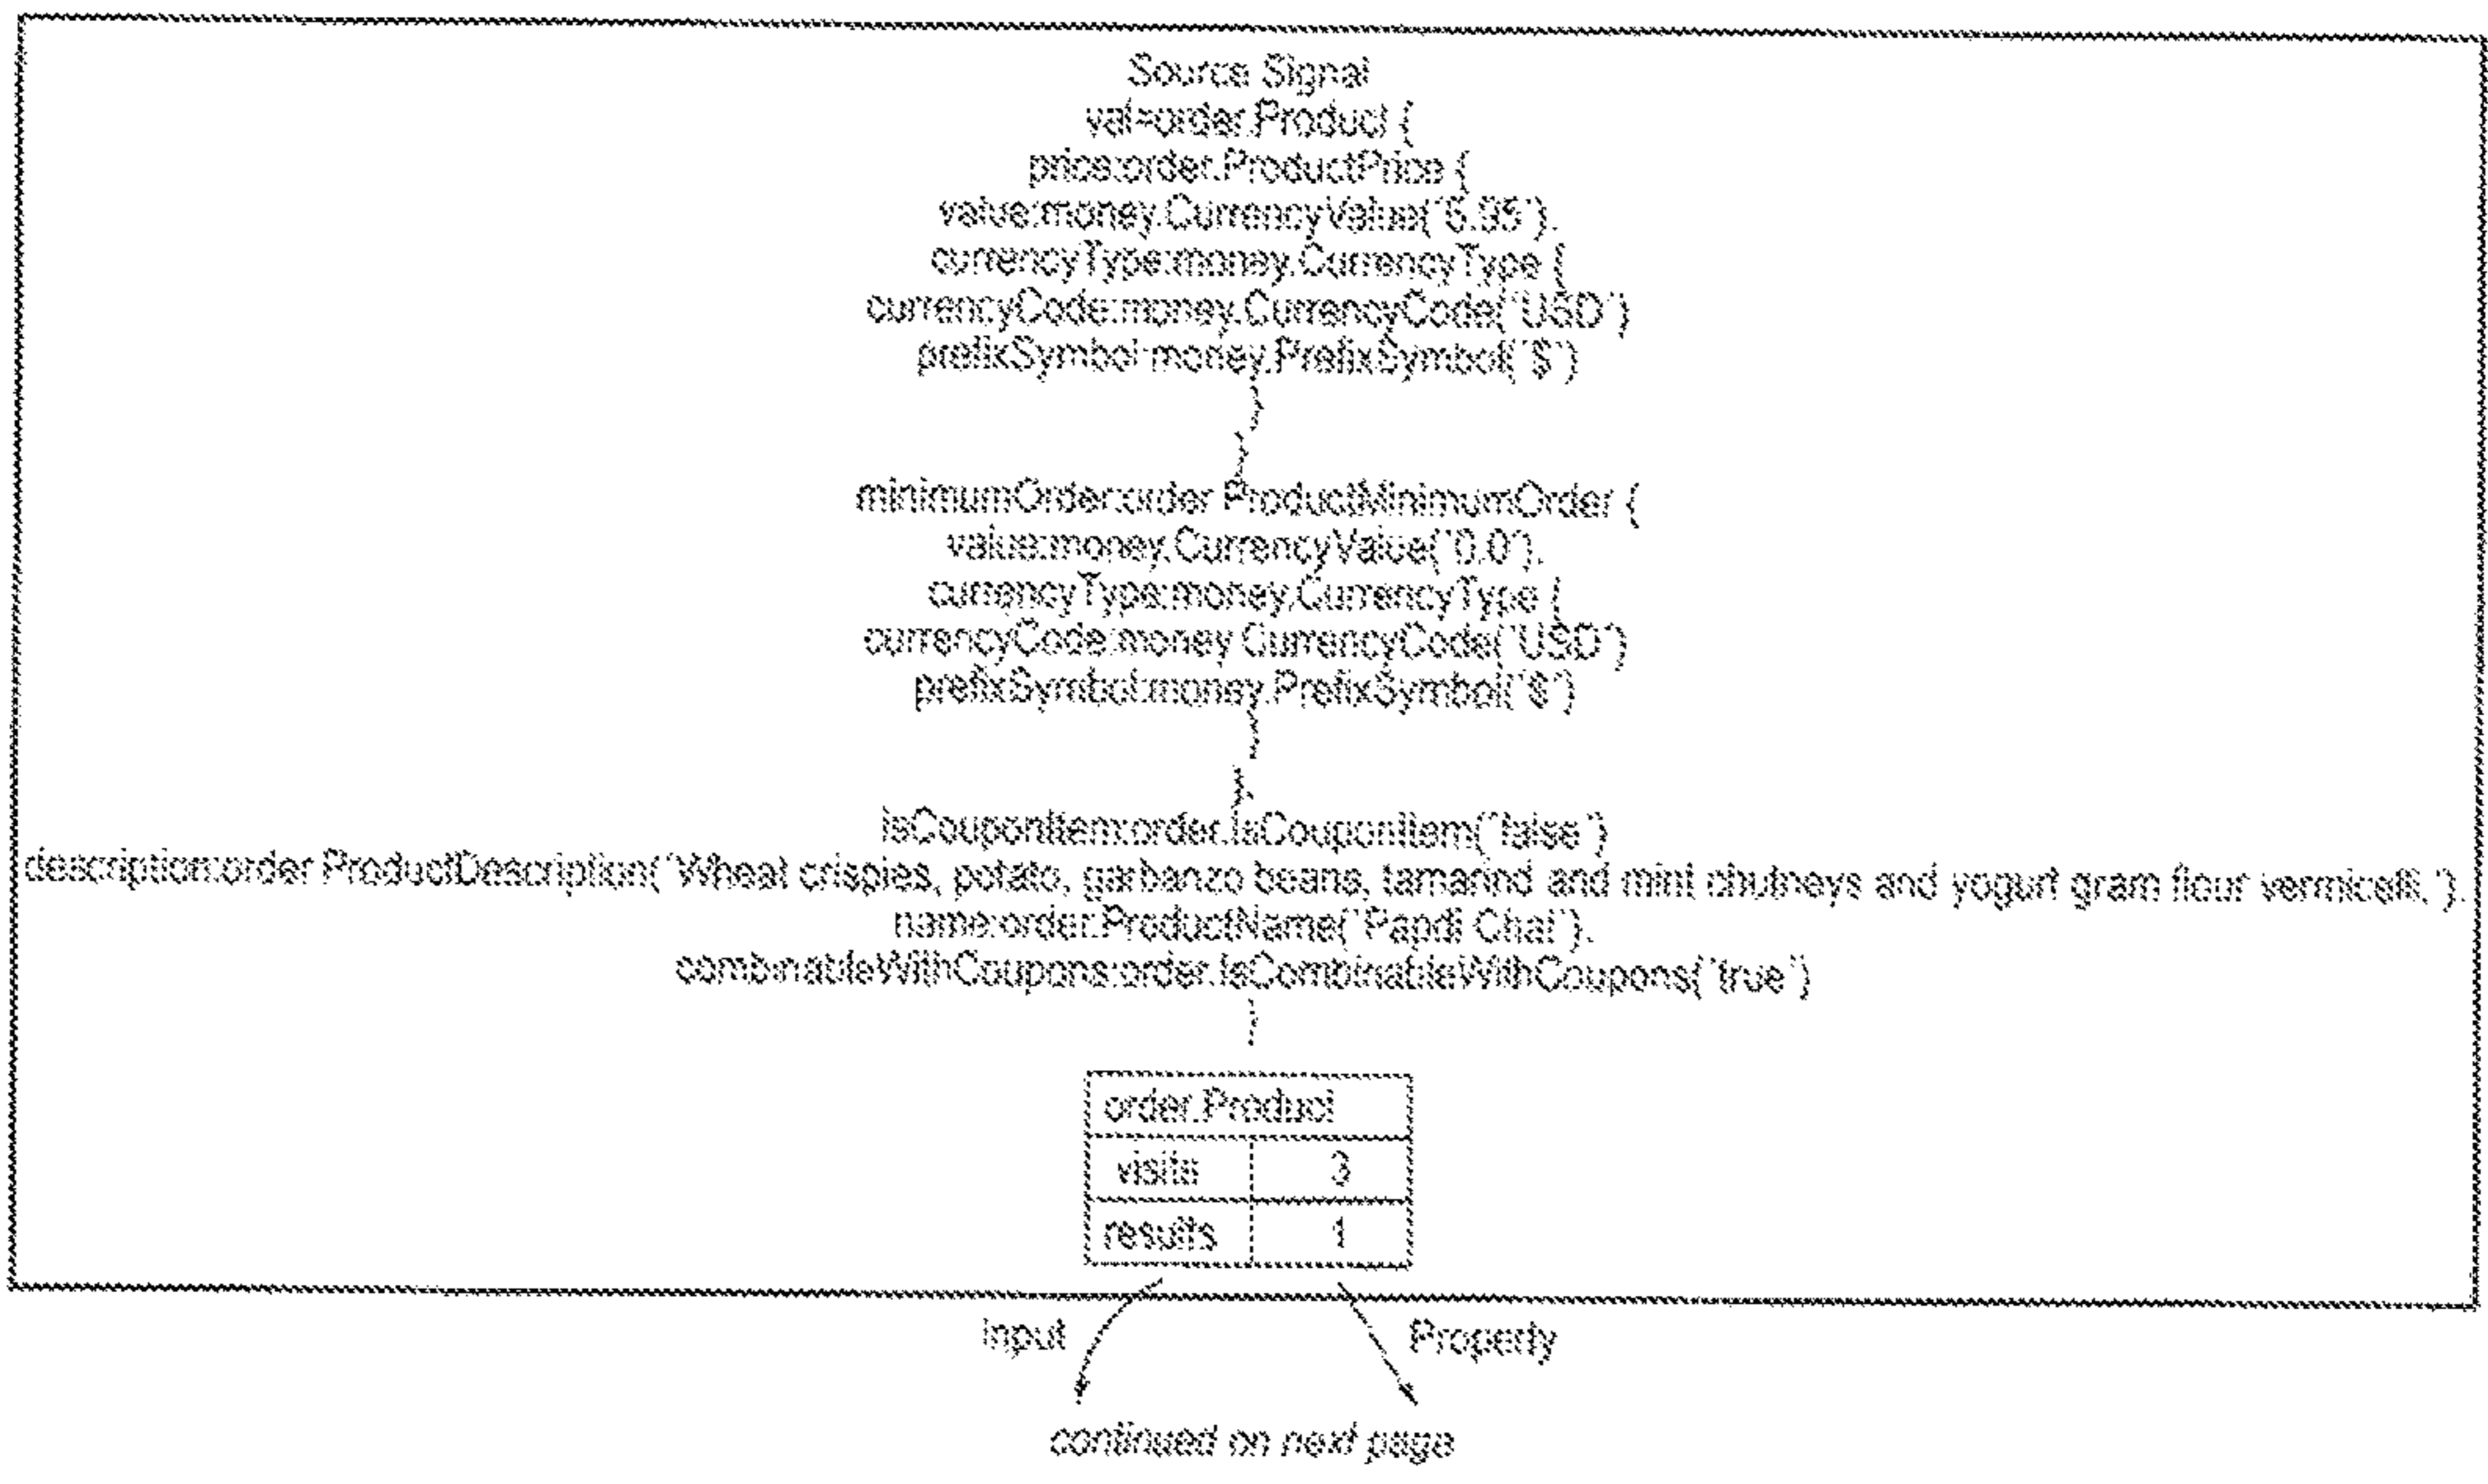 Source Signal
val=order.Product {
price:order.ProductPrice {
value:money.CurrencyValue(`6.95`).
currencyType:money.CurrencyType {
currencyCode:money.CurrencyCode(`USD`)
prefixSymbol:money.PrefixSymbol(`$`)
}
}
minimumOrder:order.ProductMinimumOrder {
value:money.CurrencyValue(`0.0`).
currencyType:money.CurrencyType {
currencyCode:money.CurrencyCode(`USD`)
prefixSymbol:money.PrefixSymbol(`$`)
}
}.
isCouponItem:order.IsCouponItem(`false`)
description:order.ProductDescription(`Wheat crispies, potato, garbanzo beans, tamarind and mint chutneys and yogurt gram flour vermicelli.`).
name:order.ProductName(`Papdi Chat`).
combinableWithCoupons:order.IsCombinableWithCoupons(`true`)
}
order.Product
visits 3
results 1
Input Property
continued on next page